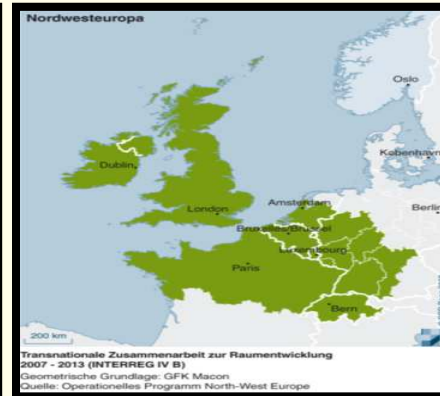 Nordwesteuropa
Oslo
København
Dublin
Berlin
London
Amsterdam
Bruxelles/Brussel
Luxembourg
Paris
Bern
200 km
Transnationale Zusammenarbeit zur Raumentwicklung
2007 - 2013 (INTERREG IV B)
Geometrische Grundlage: GFK Macon
Quelle: Operationelles Programm North-West Europe